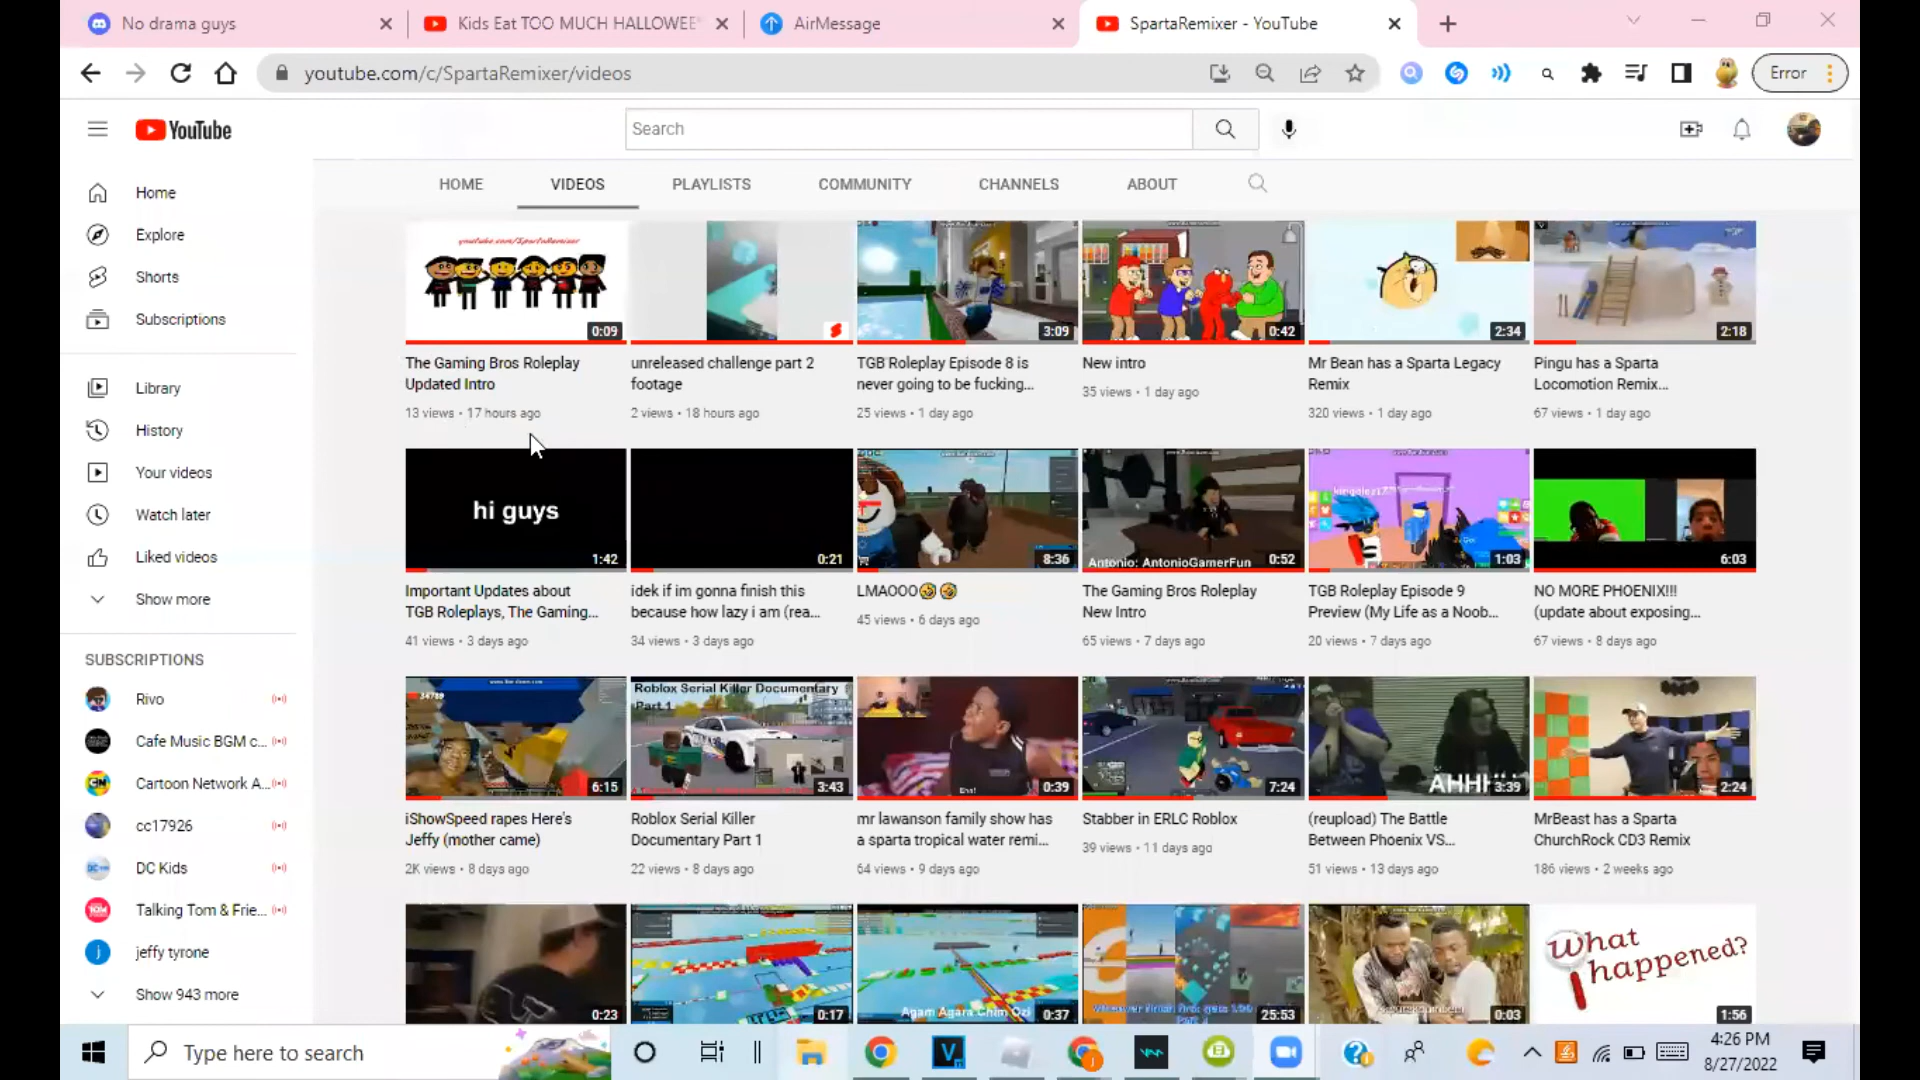 No drama guys
Kids Eat TOO MUCH HALLOWEE
AirMessage
SpartaRemixer - YouTube
youtube.com/c/SpartaRemixer/videos
Error
YouTube
Search
HOME
VIDEOS
PLAYLISTS
COMMUNITY
CHANNELS
ABOUT
Home
Explore
Shorts
Subscriptions
Library
History
Your videos
Watch later
Liked videos
Show more
SUBSCRIPTIONS
Rivo
Cafe Music BGM c...
Cartoon Network A...
cc17926
DC Kids
Talking Tom & Frie...
jeffy tyrone
Show 943 more
youtube.com/SpartaRemixer
0:09
3:09
0:42
2:34
2:18
The Gaming Bros Roleplay
Updated Intro
13 views • 17 hours ago
unreleased challenge part 2
footage
2 views • 18 hours ago
TGB Roleplay Episode 8 is
never going to be fucking...
25 views • 1 day ago
New intro
35 views • 1 day ago
Mr Bean has a Sparta Legacy
Remix
320 views • 1 day ago
Pingu has a Sparta
Locomotion Remix...
67 views • 1 day ago
hi guys
1:42
0:21
8:36
Antonio: AntonioGamerFun
0:52
1:03
6:03
Important Updates about
TGB Roleplays, The Gaming...
41 views • 3 days ago
idek if im gonna finish this
because how lazy i am (rea...
34 views • 3 days ago
LMAOOO🤣🤣
45 views • 6 days ago
The Gaming Bros Roleplay
New Intro
65 views • 7 days ago
TGB Roleplay Episode 9
Preview (My Life as a Noob...
20 views • 7 days ago
NO MORE PHOENIX!!!
(update about exposing...
67 views • 8 days ago
6:15
Roblox Serial Killer Documentary
Part 1
3:43
0:39
7:24
AHHH
3:39
2:24
iShowSpeed rapes Here's
Jeffy (mother came)
2K views • 8 days ago
Roblox Serial Killer
Documentary Part 1
22 views • 8 days ago
mr lawanson family show has
a sparta tropical water remi...
64 views • 9 days ago
Stabber in ERLC Roblox
39 views • 11 days ago
(reupload) The Battle
Between Phoenix VS...
51 views • 13 days ago
MrBeast has a Sparta
ChurchRock CD3 Remix
186 views • 2 weeks ago
0:23
0:17
Agam Agara Chim Ozi
0:37
25:53
0:03
What
happened?
1:56
Type here to search
4:26 PM
8/27/2022